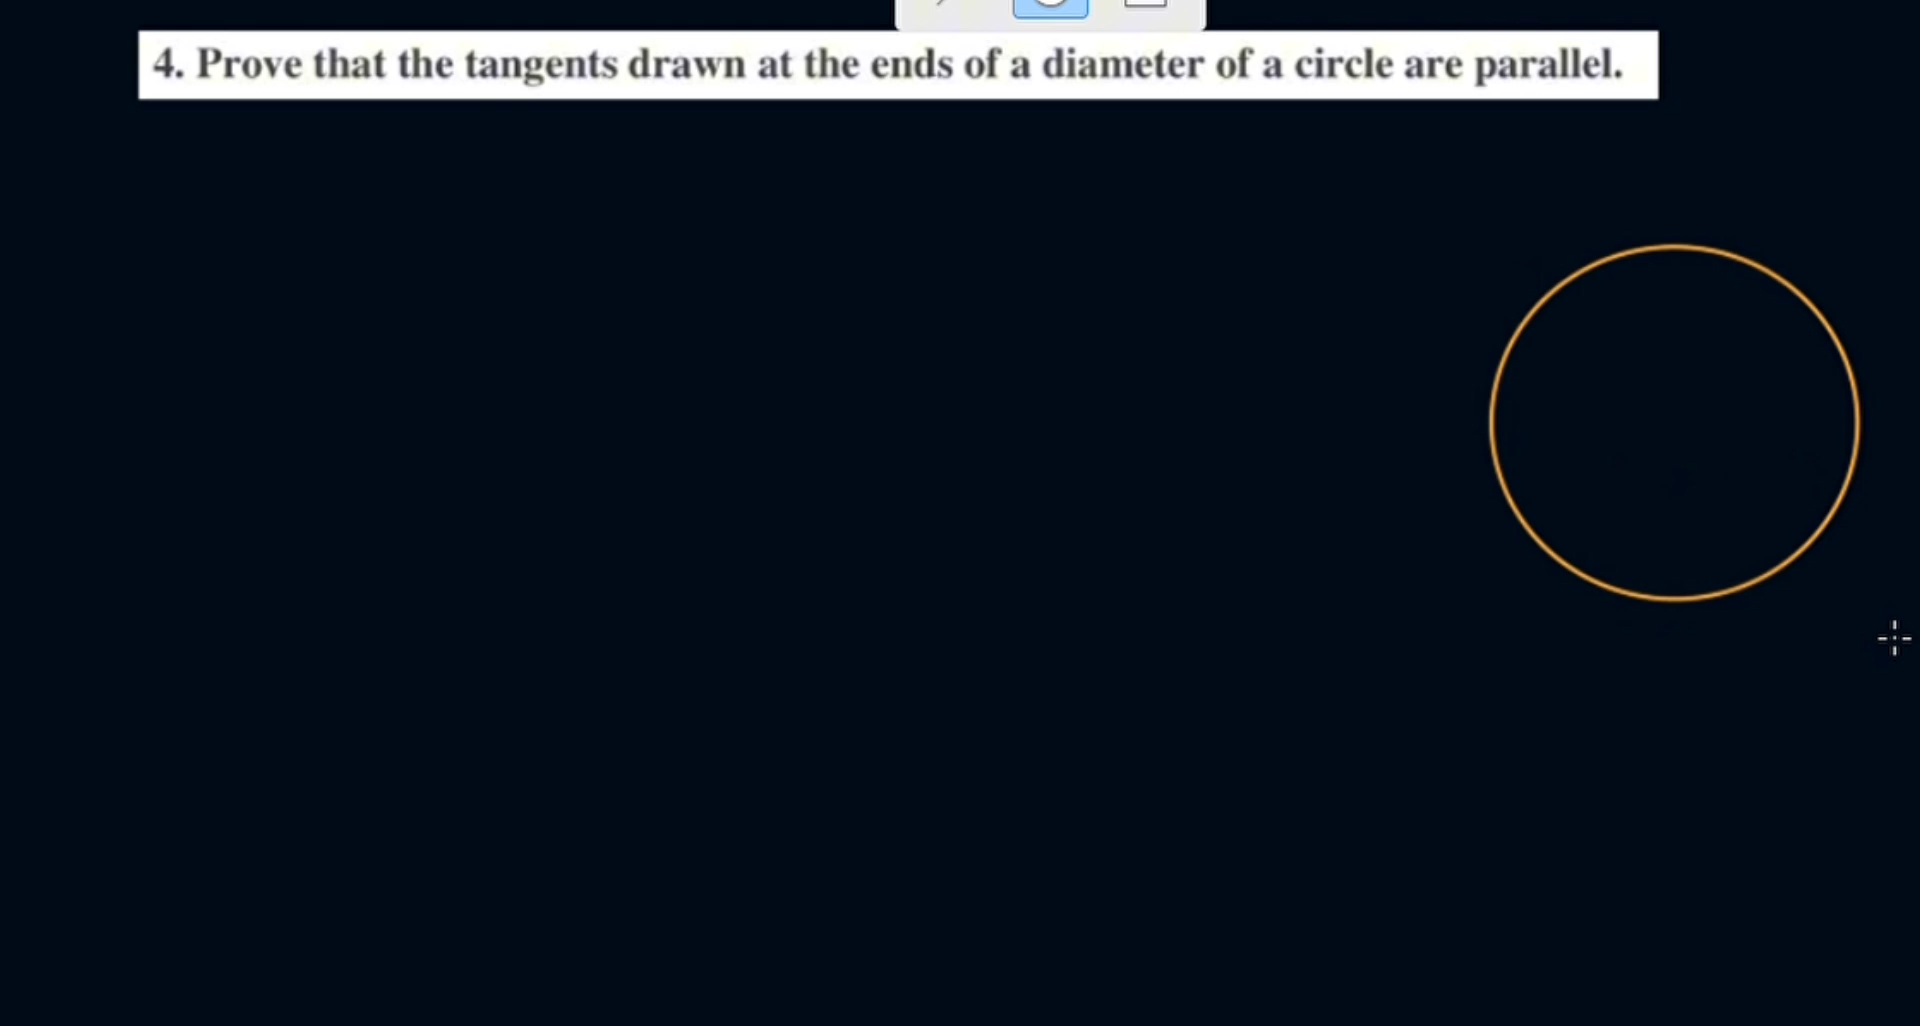 4. Prove that the tangents drawn at the ends of a diameter of a circle are parallel.